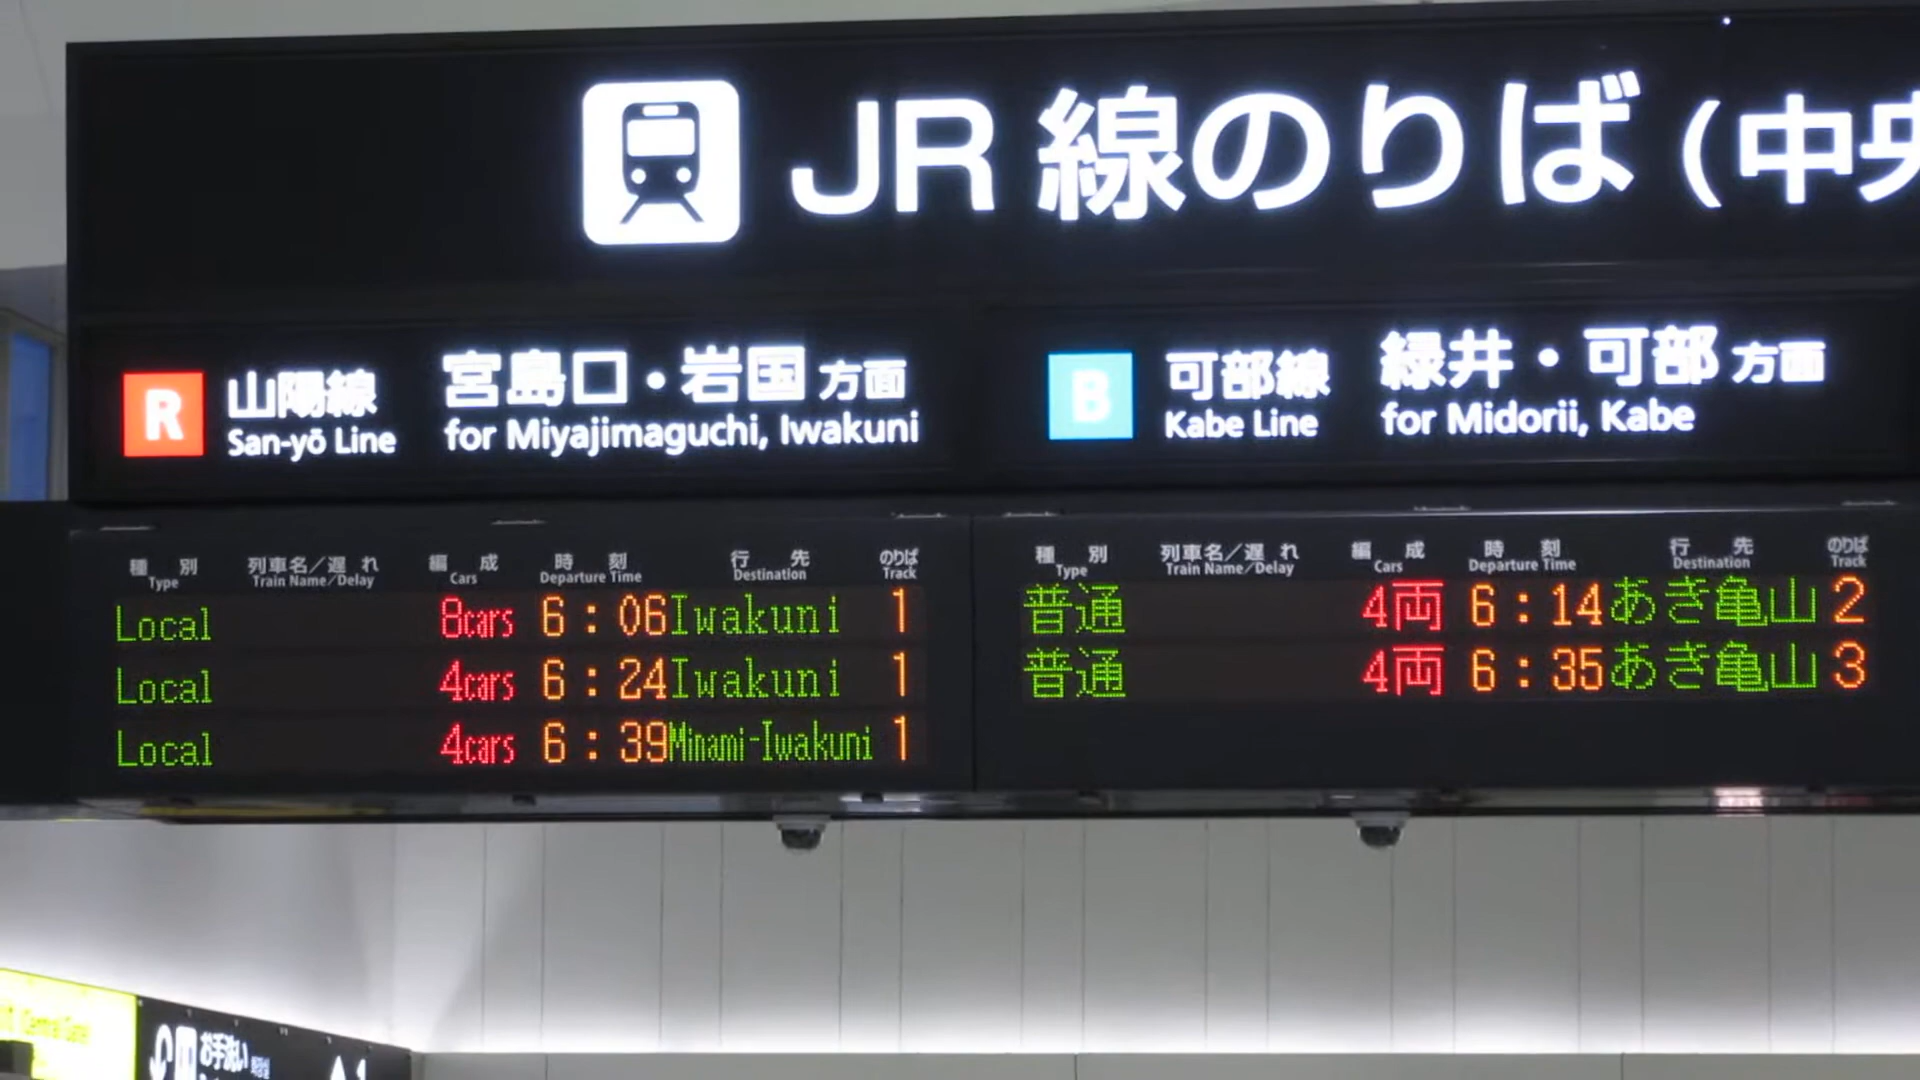 JR 線のりば (中央
R 山陽線 宮島口・岩国 方面
San-yō Line for Miyajimaguchi, Iwakuni
B 可部線 緑井・可部 方面
Kabe Line for Midorii, Kabe
種別 列車名／遅れ 編成 時刻 行先 のりば
Type Train Name/Delay Cars Departure Time Destination Track
Local 8cars 6:06 Iwakuni 1
Local 4cars 6:24 Iwakuni 1
Local 4cars 6:39 Minami-Iwakuni 1
種別 列車名／遅れ 編成 時刻 行先 のりば
Type Train Name/Delay Cars Departure Time Destination Track
普通 4両 6:14 あき亀山 2
普通 4両 6:35 あき亀山 3
Central Gate
お手洗い